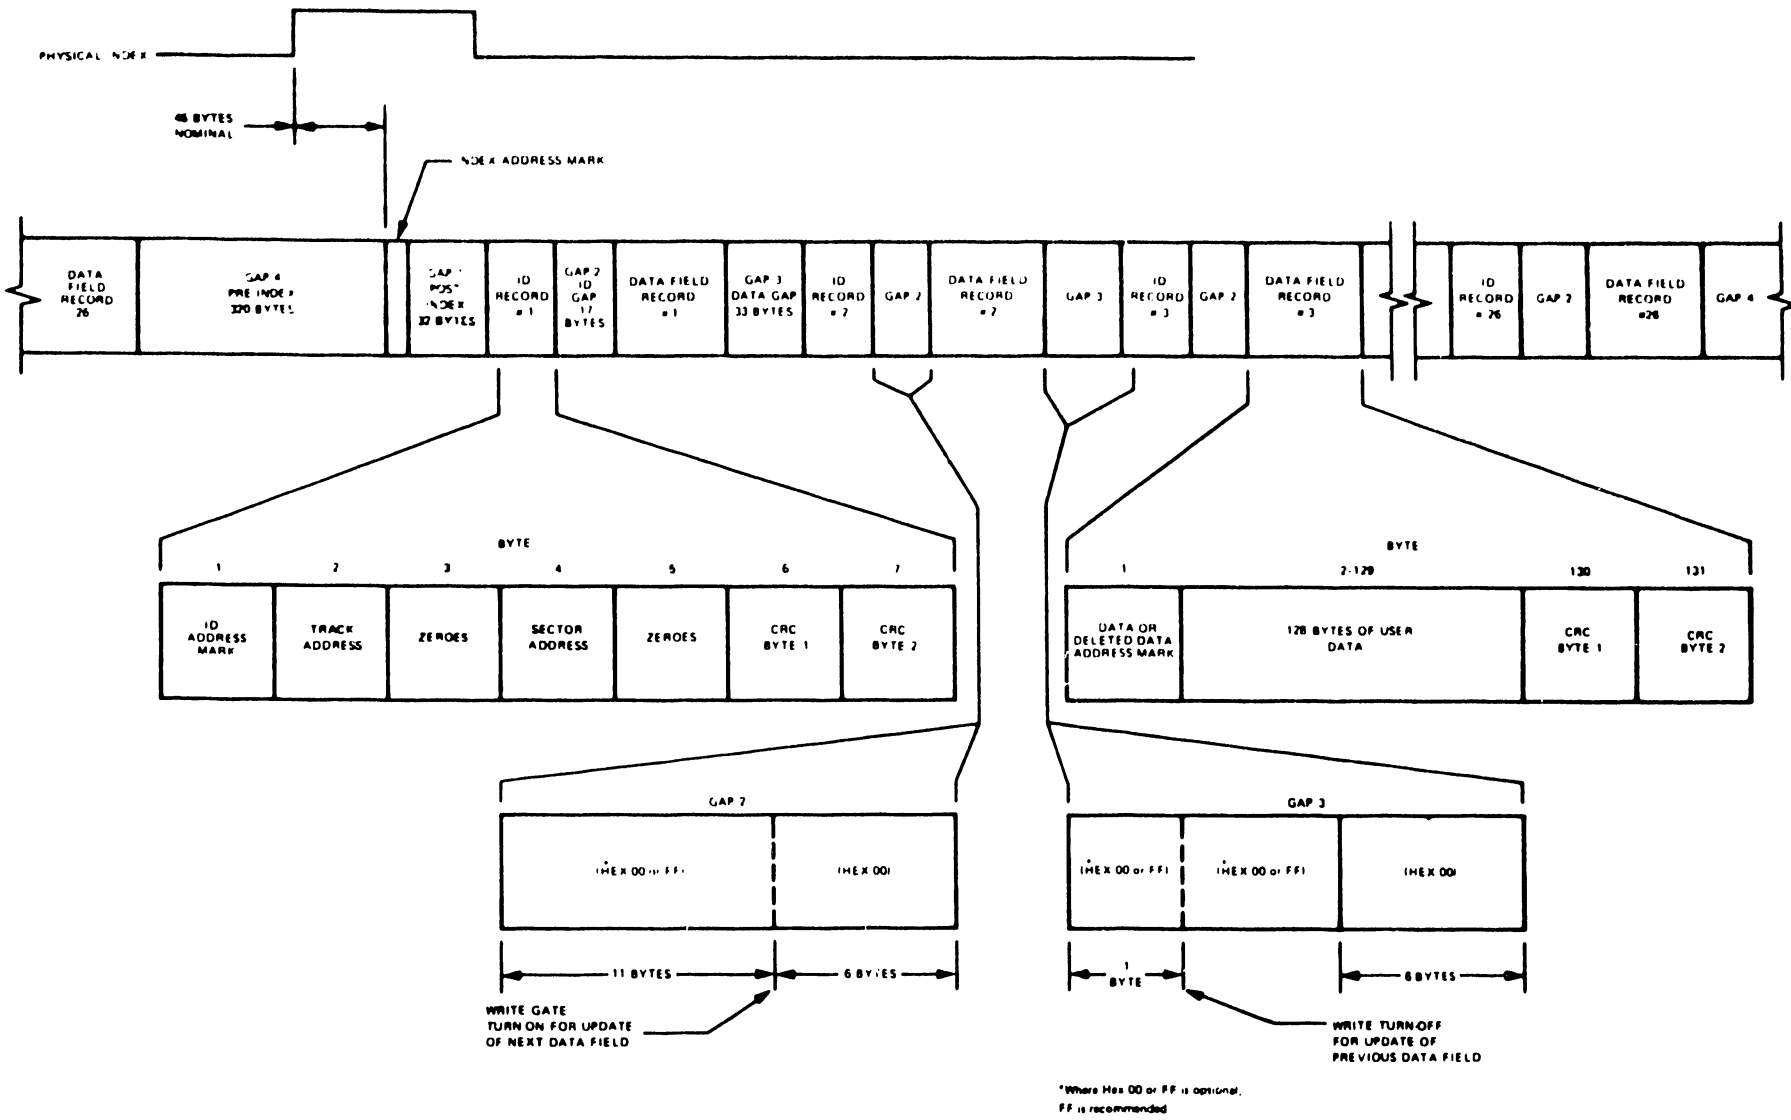 PHYSICAL INDEX
46 BYTES
NOMINAL
INDEX ADDRESS MARK
DATA
FIELD
RECORD
26
GAP 4
PRE INDEX
320 BYTES
GAP 1
POST
INDEX
32 BYTES
ID
RECORD
# 1
GAP 2
ID
GAP
17
BYTES
DATA FIELD
RECORD
# 1
GAP 3
DATA GAP
33 BYTES
ID
RECORD
# 2
GAP 2
DATA FIELD
RECORD
# 2
GAP 3
ID
RECORD
# 3
GAP 2
DATA FIELD
RECORD
# 3
ID
RECORD
# 26
GAP 2
DATA FIELD
RECORD
#26
GAP 4
BYTE
1 2 3 4 5 6 7
ID
ADDRESS
MARK
TRACK
ADDRESS
ZEROES
SECTOR
ADDRESS
ZEROES
CRC
BYTE 1
CRC
BYTE 2
BYTE
1 2-129 130 131
DATA OR
DELETED DATA
ADDRESS MARK
128 BYTES OF USER
DATA
CRC
BYTE 1
CRC
BYTE 2
GAP 2
*
(HEX 00 or FF)
(HEX 00)
11 BYTES
6 BYTES
WRITE GATE
TURN ON FOR UPDATE
OF NEXT DATA FIELD
GAP 3
*
(HEX 00 or FF)
*
(HEX 00 or FF)
(HEX 00)
1
BYTE
6 BYTES
WRITE TURN-OFF
FOR UPDATE OF
PREVIOUS DATA FIELD
*Where Hex 00 or FF is optional,
FF is recommended